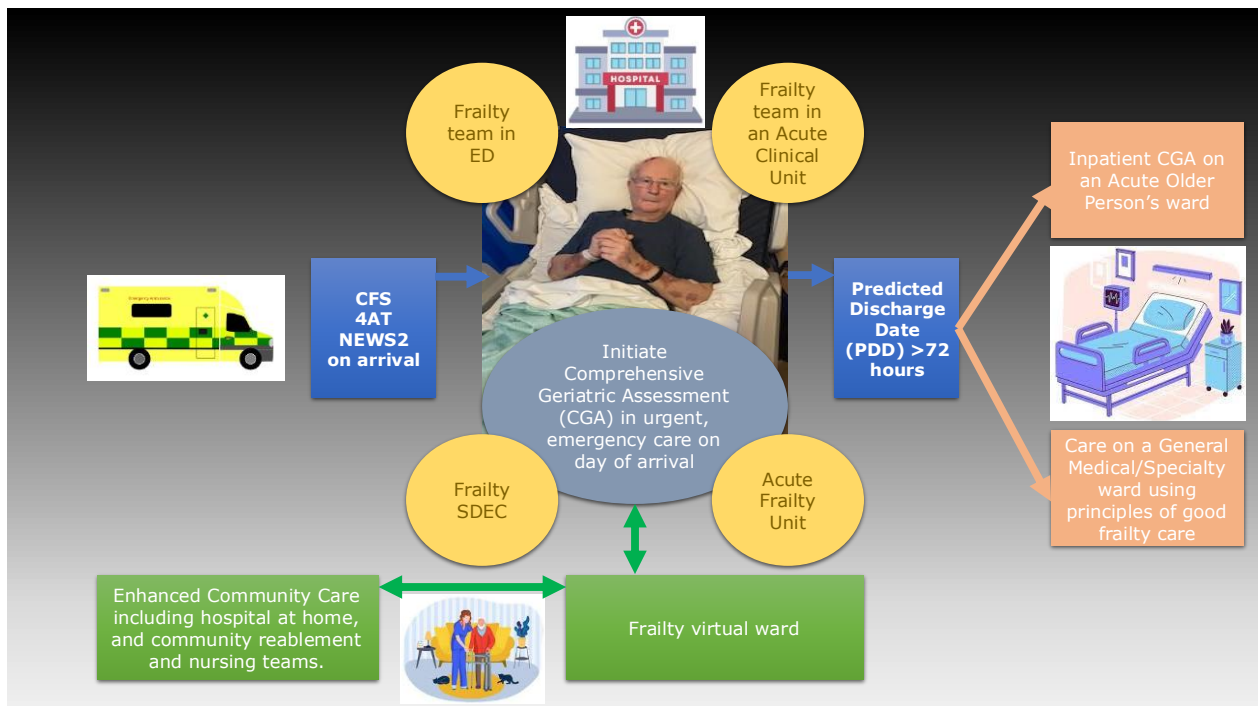 HOSPITAL
Frailty
team in
ED
Frailty
team in
an Acute
Clinical
Unit
Inpatient CGA on
an Acute Older
Person's ward
CFS
4AT
NEWS2
on arrival
Predicted
Discharge
Date
(PDD) >72
hours
Initiate
Comprehensive
Geriatric Assessment
(CGA) in urgent,
emergency care on
day of arrival
Frailty
SDEC
Acute
Frailty
Unit
Care on a General
Medical/Specialty
ward using
principles of good
frailty care
Enhanced Community Care
including hospital at home,
and community reablement
and nursing teams.
Frailty virtual ward